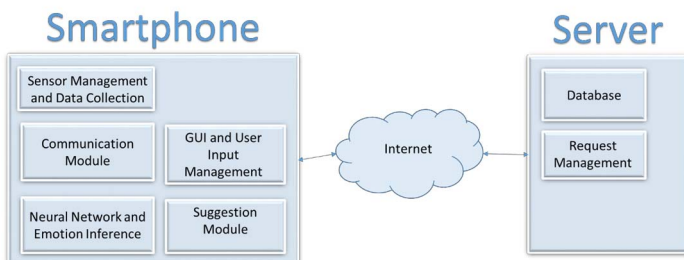 Smartphone
Sensor Management
and Data Collection
Communication
Module
GUI and User
Input
Management
Neural Network and
Emotion Inference
Suggestion
Module
Internet
Server
Database
Request
Management